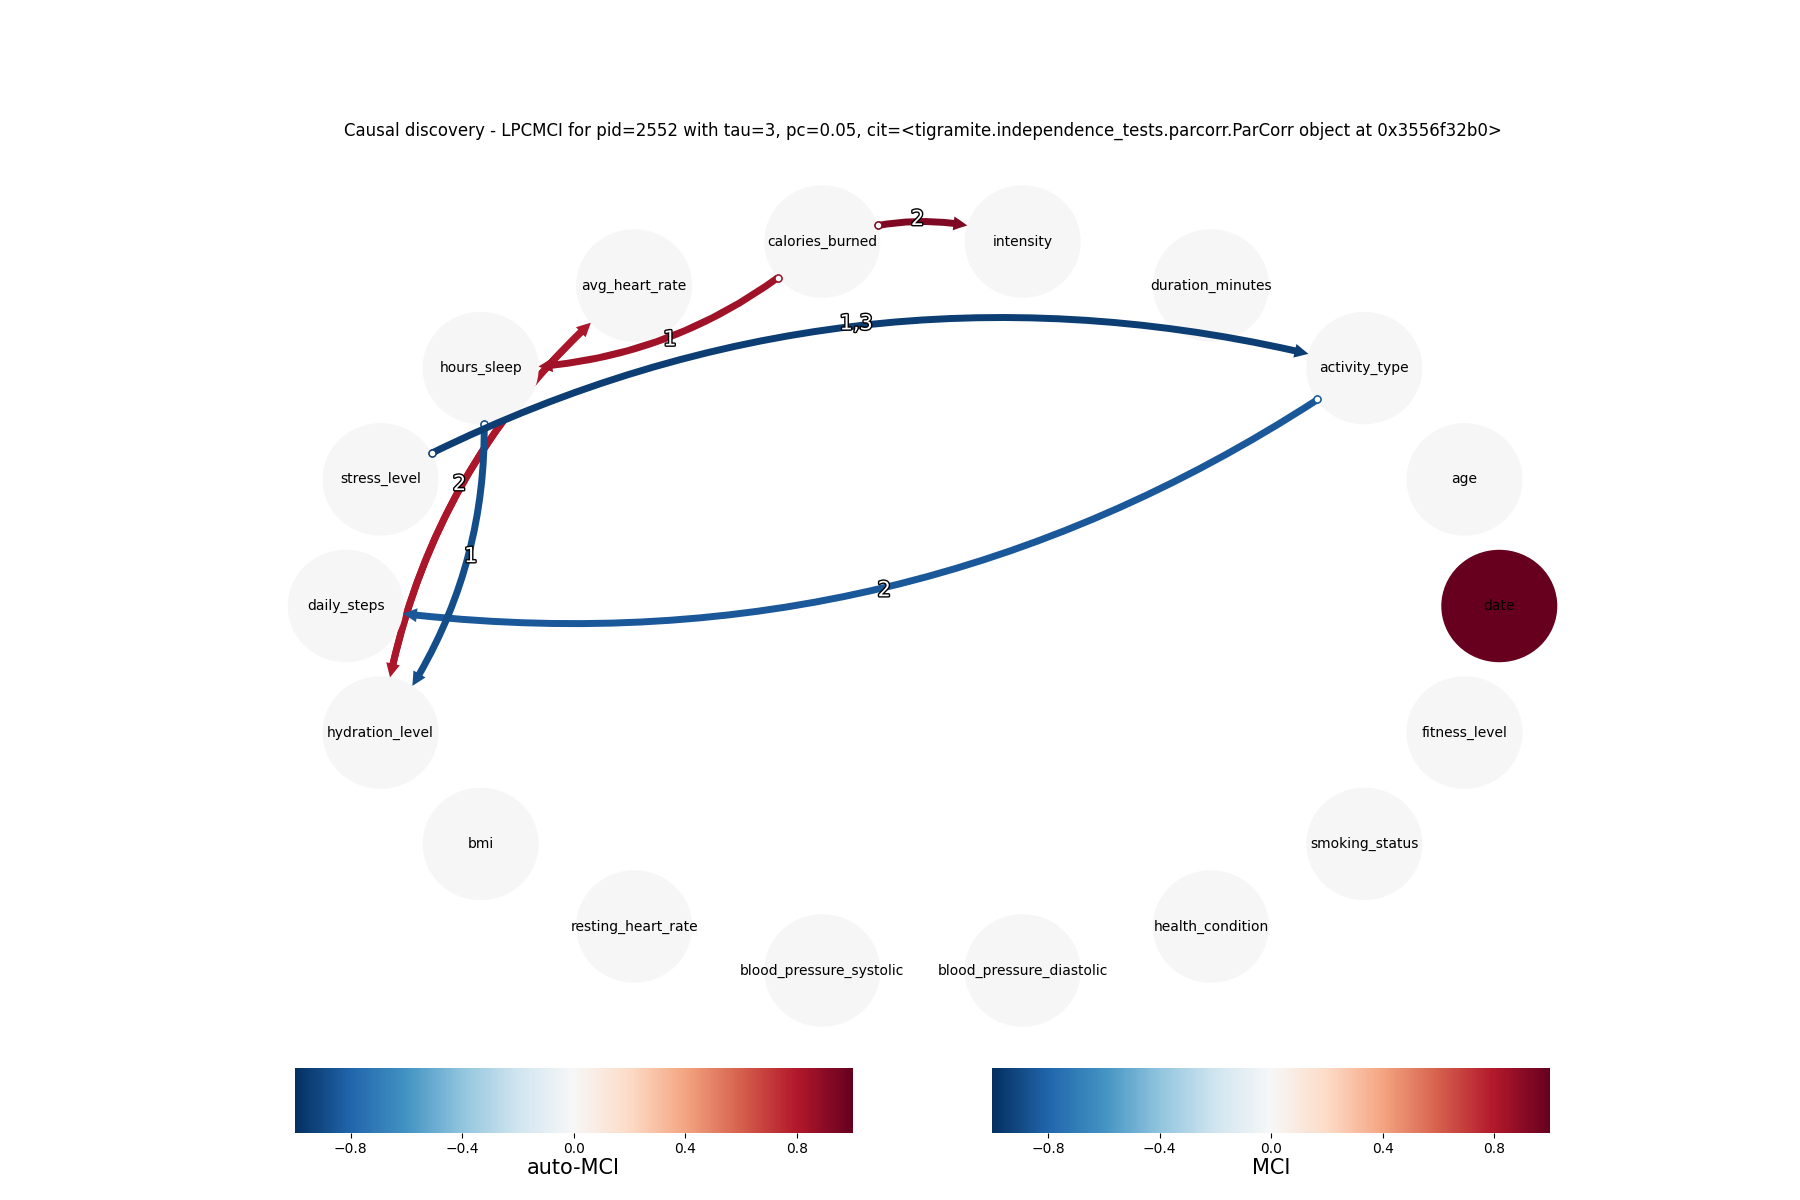 Causal discovery - LPCMCI for pid=2552 with tau=3, pc=0.05, cit=<tigramite.independence_tests.parcorr.ParCorr object at 0x3556f32b0>
2
calories_burned
intensity
avg_heart_rate
duration_minutes
1,3
1
hours_sleep
activity_type
stress_level
2
age
1
2
daily_steps
date
hydration_level
fitness_level
bmi
smoking_status
resting_heart_rate
health_condition
blood_pressure_systolic
blood_pressure_diastolic
−0.8 −0.4 0.0 0.4 0.8
auto-MCI
−0.8 −0.4 0.0 0.4 0.8
MCI